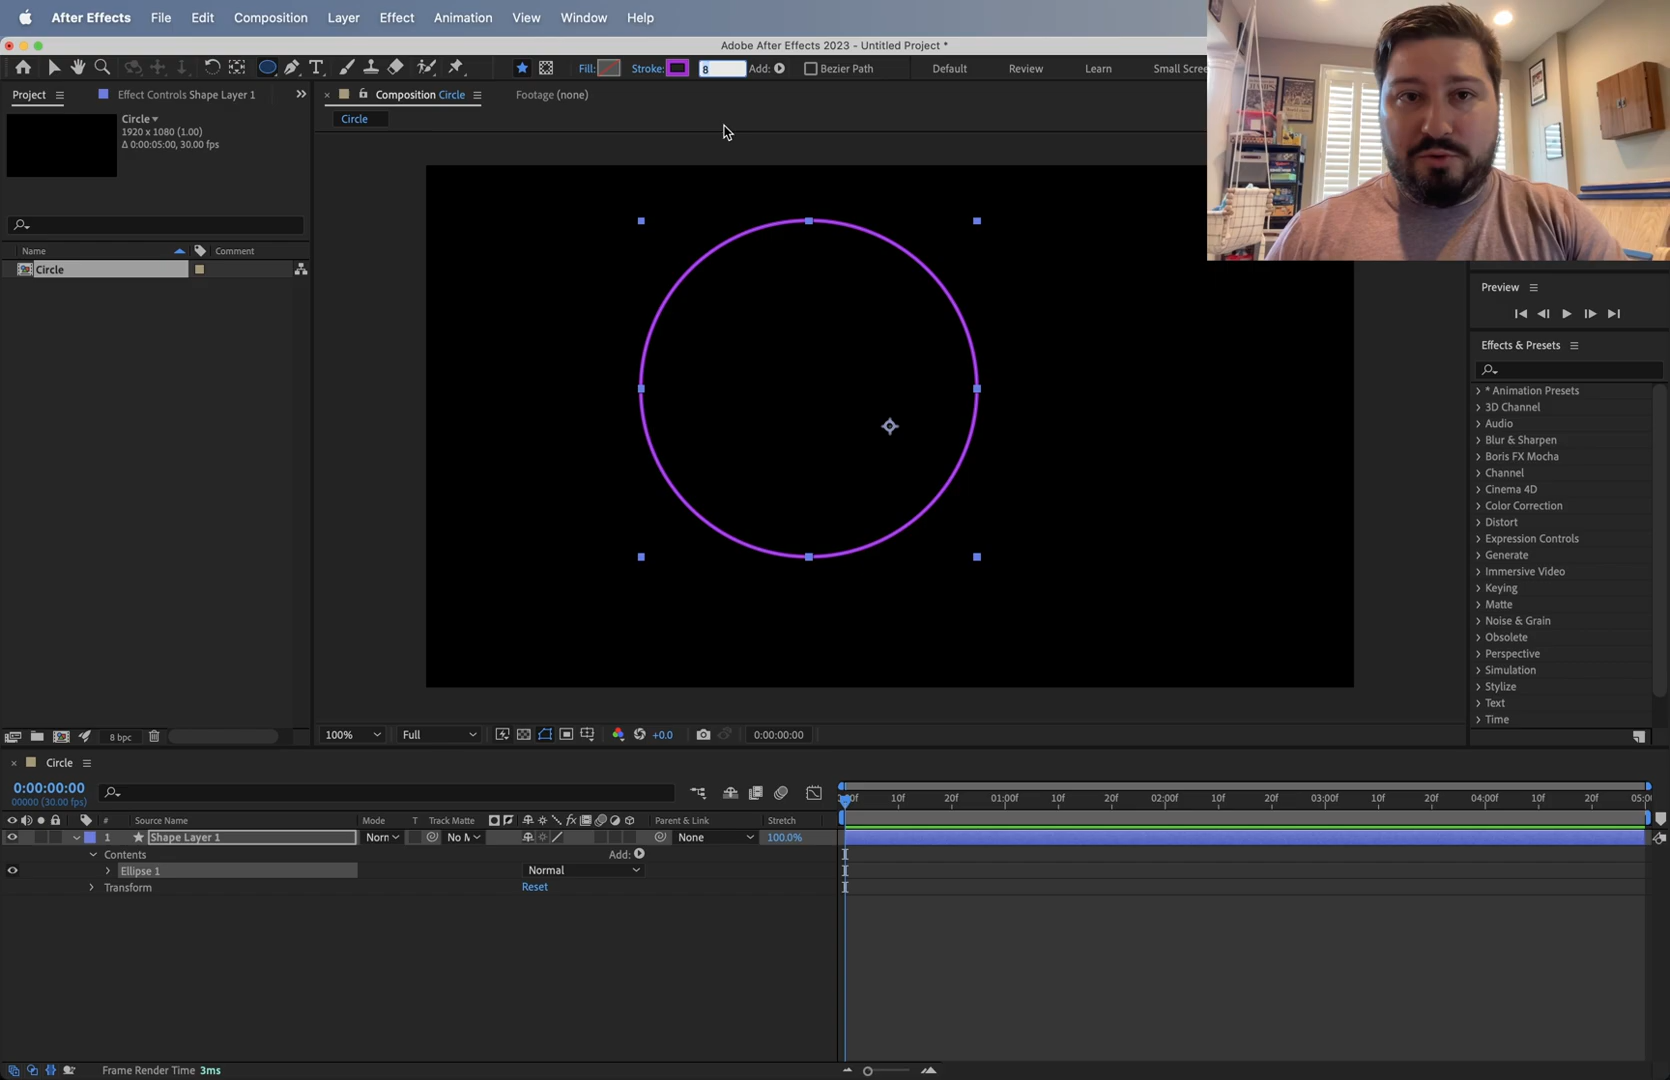 After Effects File Edit Composition Layer Effect Animation View Window Help
Adobe After Effects 2023 - Untitled Project *
Fill: Stroke: 8 Add: Bezier Path Default Review Learn Small Scree
Project Effect Controls Shape Layer 1 » × Composition Circle Footage (none)
Circle
Circle
1920 x 1080 (1.00)
Δ 0:00:05:00, 30.00 fps
Name Comment
Circle
Preview
Effects & Presets
* Animation Presets
3D Channel
Audio
Blur & Sharpen
Boris FX Mocha
Channel
Cinema 4D
Color Correction
Distort
Expression Controls
Generate
Immersive Video
Keying
Matte
Noise & Grain
Obsolete
Perspective
Simulation
Stylize
Text
Time
8 bpc 100% Full +0.0 0:00:00:00
× Circle
0:00:00:00
00000 (30.00 fps)
10f 20f 01:00f 10f 20f 02:00f 10f 20f 03:00f 10f 20f 04:00f 10f 20f 05:0
# Source Name Mode T Track Matte Parent & Link Stretch
1 Shape Layer 1 Norn No M None 100.0%
Contents Add:
Ellipse 1 Normal
Transform Reset
Frame Render Time 3ms